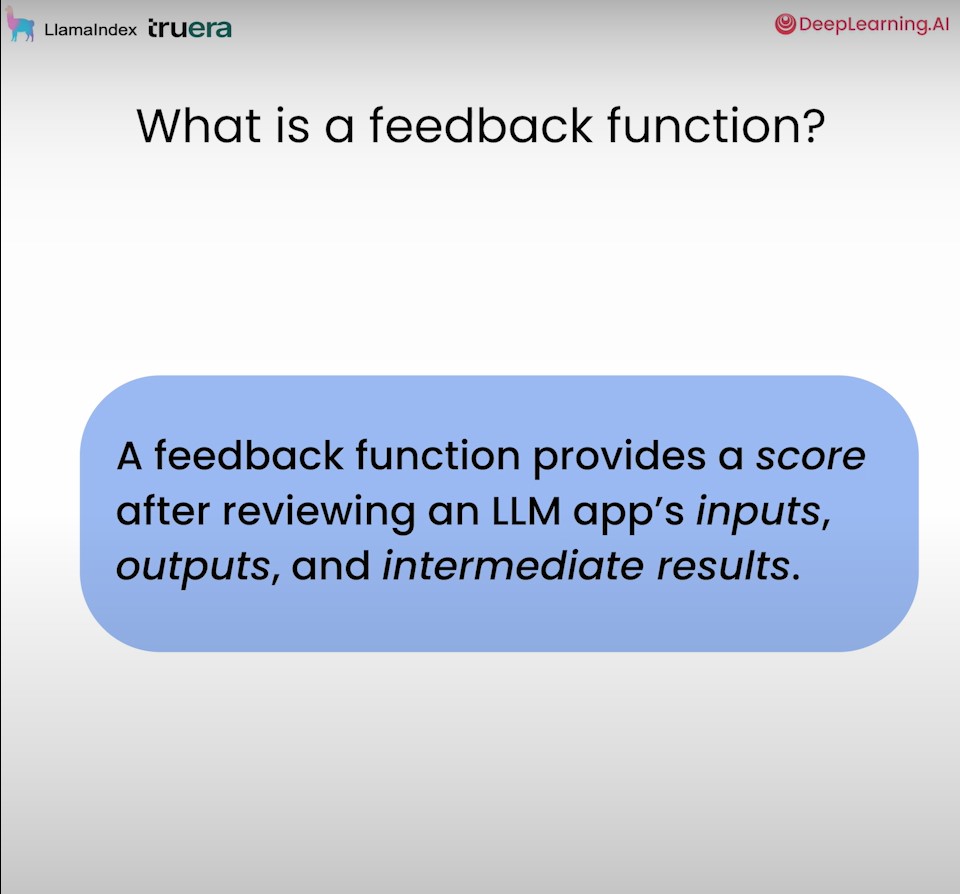 LlamaIndex truera
DeepLearning.AI
What is a feedback function?
A feedback function provides a score
after reviewing an LLM app’s inputs,
outputs, and intermediate results.